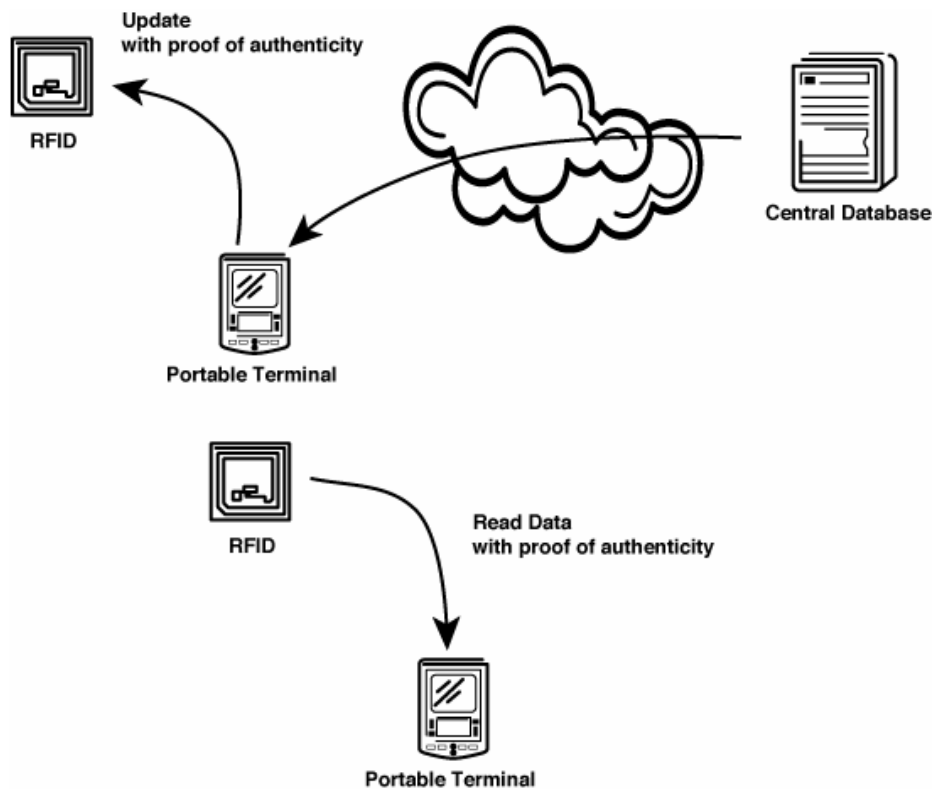 Update
with proof of authenticity
RFID
Central Database
Portable Terminal
RFID
Read Data
with proof of authenticity
Portable Terminal